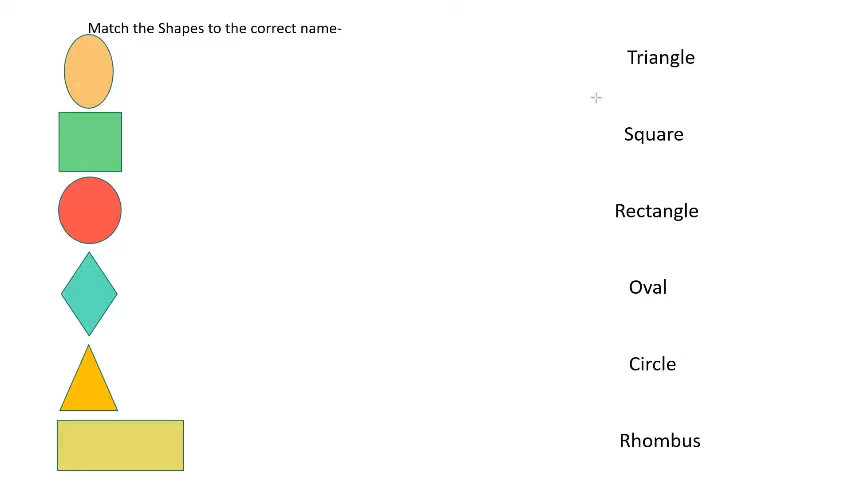 Match the Shapes to the correct name-
Triangle
Square
Rectangle
Oval
Circle
Rhombus